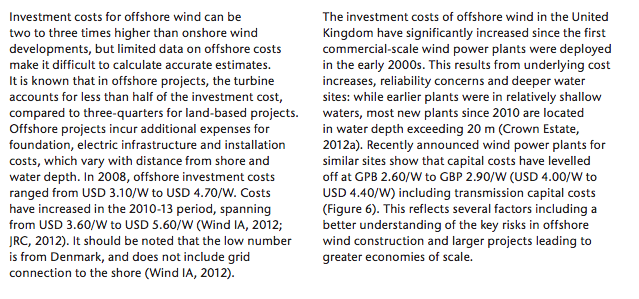 Investment costs for offshore wind can be
two to three times higher than onshore wind
developments, but limited data on offshore costs
make it difficult to calculate accurate estimates.
It is known that in offshore projects, the turbine
accounts for less than half of the investment cost,
compared to three-quarters for land-based projects.
Offshore projects incur additional expenses for
foundation, electric infrastructure and installation
costs, which vary with distance from shore and
water depth. In 2008, offshore investment costs
ranged from USD 3.10/W to USD 4.70/W. Costs
have increased in the 2010-13 period, spanning
from USD 3.60/W to USD 5.60/W (Wind IA, 2012;
JRC, 2012). It should be noted that the low number
is from Denmark, and does not include grid
connection to the shore (Wind IA, 2012).
The investment costs of offshore wind in the United
Kingdom have significantly increased since the first
commercial-scale wind power plants were deployed
in the early 2000s. This results from underlying cost
increases, reliability concerns and deeper water
sites: while earlier plants were in relatively shallow
waters, most new plants since 2010 are located
in water depth exceeding 20 m (Crown Estate,
2012a). Recently announced wind power plants for
similar sites show that capital costs have levelled
off at GPB 2.60/W to GBP 2.90/W (USD 4.00/W to
USD 4.40/W) including transmission capital costs
(Figure 6). This reflects several factors including a
better understanding of the key risks in offshore
wind construction and larger projects leading to
greater economies of scale.